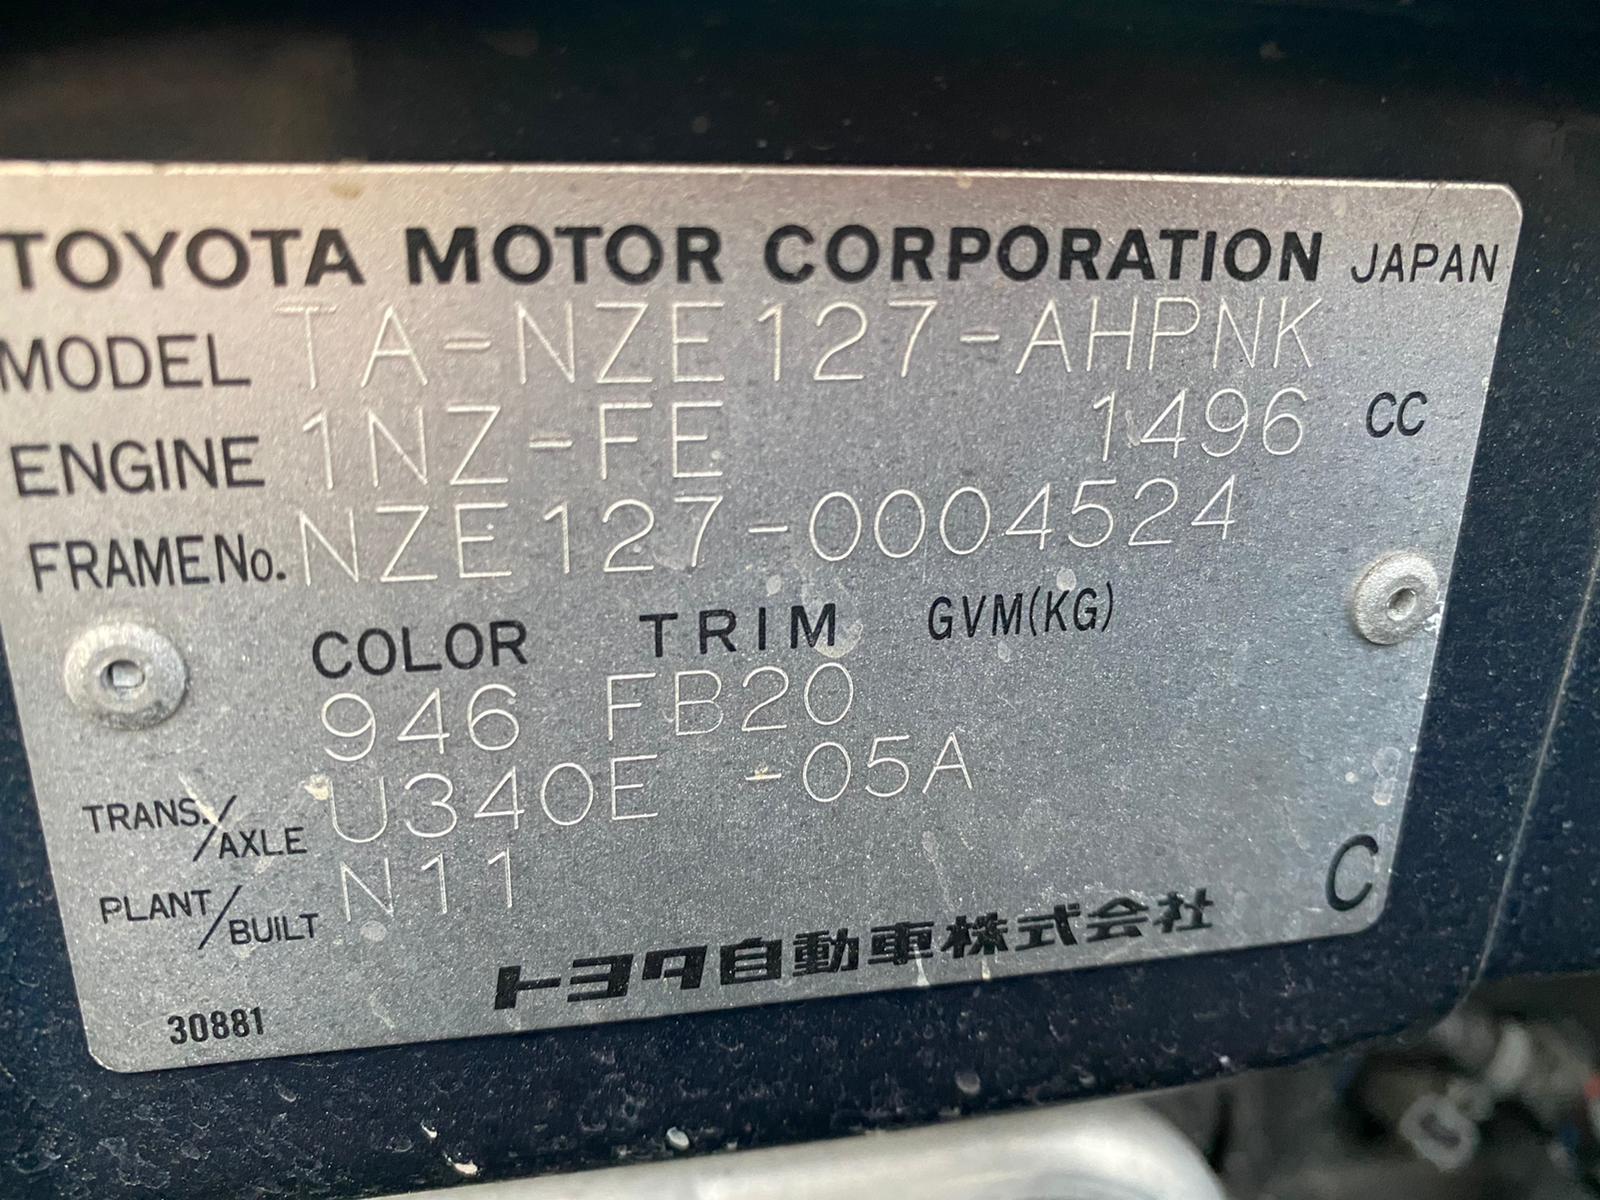 TOYOTA MOTOR CORPORATION JAPAN
MODEL TA-NZE127-AHPNK
ENGINE 1NZ-FE 1496 CC
FRAME No. NZE127-0004524
COLOR TRIM GVM(KG)
946 FB20
TRANS./AXLE U340E -05A
PLANT/BUILT N11
C
トヨタ自動車株式会社
30881